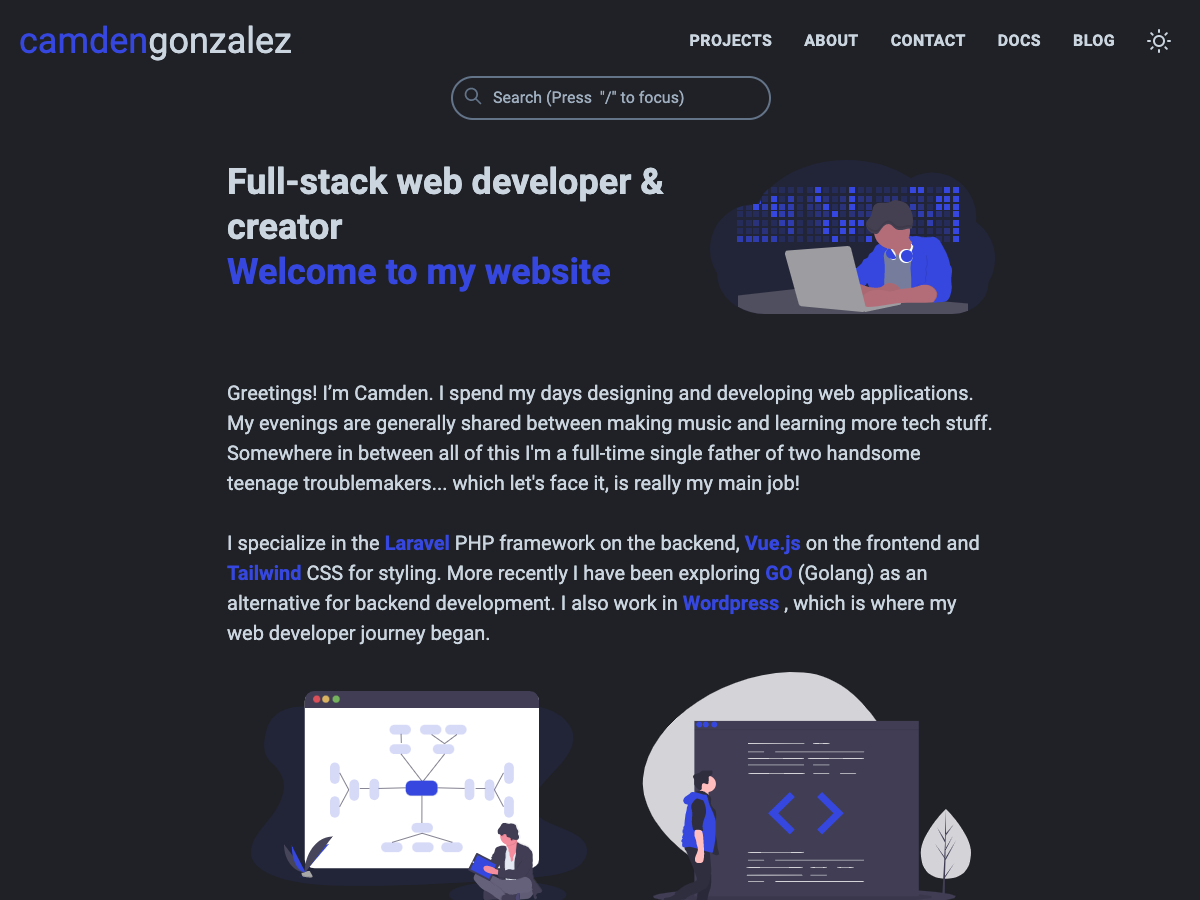 camdengonzalez
PROJECTS ABOUT CONTACT DOCS BLOG
Search (Press "/" to focus)
Full-stack web developer &
creator
Welcome to my website
Greetings! I’m Camden. I spend my days designing and developing web applications.
My evenings are generally shared between making music and learning more tech stuff.
Somewhere in between all of this I'm a full-time single father of two handsome
teenage troublemakers... which let's face it, is really my main job!
I specialize in the Laravel PHP framework on the backend, Vue.js on the frontend and
Tailwind CSS for styling. More recently I have been exploring GO (Golang) as an
alternative for backend development. I also work in Wordpress , which is where my
web developer journey began.